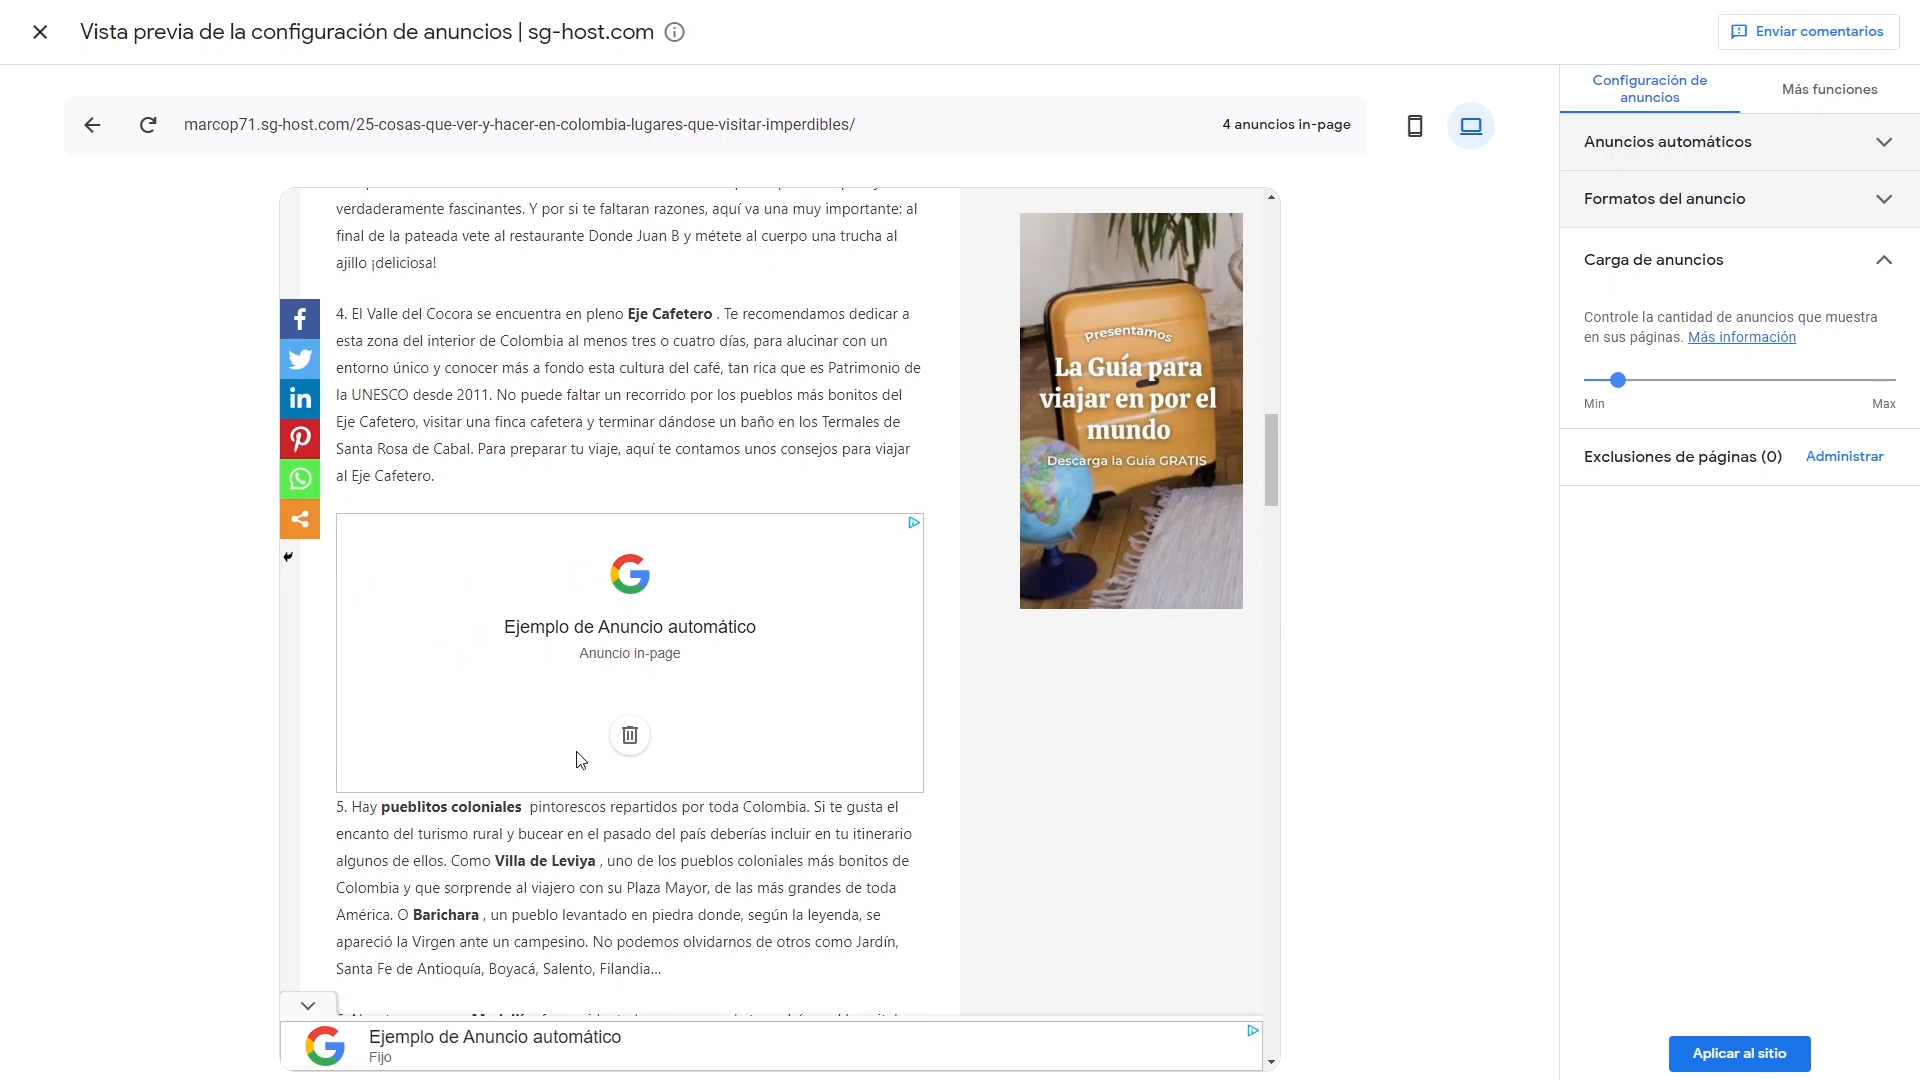 Vista previa de la configuración de anuncios | sg-host.com
Enviar comentarios
marcop71.sg-host.com/25-cosas-que-ver-y-hacer-en-colombia-lugares-que-visitar-imperdibles/
4 anuncios in-page
verdaderamente fascinantes. Y por si te faltaran razones, aquí va una muy importante: al
final de la pateada vete al restaurante Donde Juan B y métete al cuerpo una trucha al
ajillo ¡deliciosa!
4. El Valle del Cocora se encuentra en pleno Eje Cafetero . Te recomendamos dedicar a
esta zona del interior de Colombia al menos tres o cuatro días, para alucinar con un
entorno único y conocer más a fondo esta cultura del café, tan rica que es Patrimonio de
la UNESCO desde 2011. No puede faltar un recorrido por los pueblos más bonitos del
Eje Cafetero, visitar una finca cafetera y terminar dándose un baño en los Termales de
Santa Rosa de Cabal. Para preparar tu viaje, aquí te contamos unos consejos para viajar
al Eje Cafetero.
Ejemplo de Anuncio automático
Anuncio in-page
5. Hay pueblitos coloniales pintorescos repartidos por toda Colombia. Si te gusta el
encanto del turismo rural y bucear en el pasado del país deberías incluir en tu itinerario
algunos de ellos. Como Villa de Leviya , uno de los pueblos coloniales más bonitos de
Colombia y que sorprende al viajero con su Plaza Mayor, de las más grandes de toda
América. O Barichara , un pueblo levantado en piedra donde, según la leyenda, se
apareció la Virgen ante un campesino. No podemos olvidarnos de otros como Jardín,
Santa Fe de Antioquía, Boyacá, Salento, Filandia...
Ejemplo de Anuncio automático
Fijo
Presentamos
La Guía para
viajar en por el
mundo
Descarga la Guía GRATIS
Configuración de
anuncios
Más funciones
Anuncios automáticos
Formatos del anuncio
Carga de anuncios
Controle la cantidad de anuncios que muestra
en sus páginas. Más información
Min
Max
Exclusiones de páginas (0)
Administrar
Aplicar al sitio